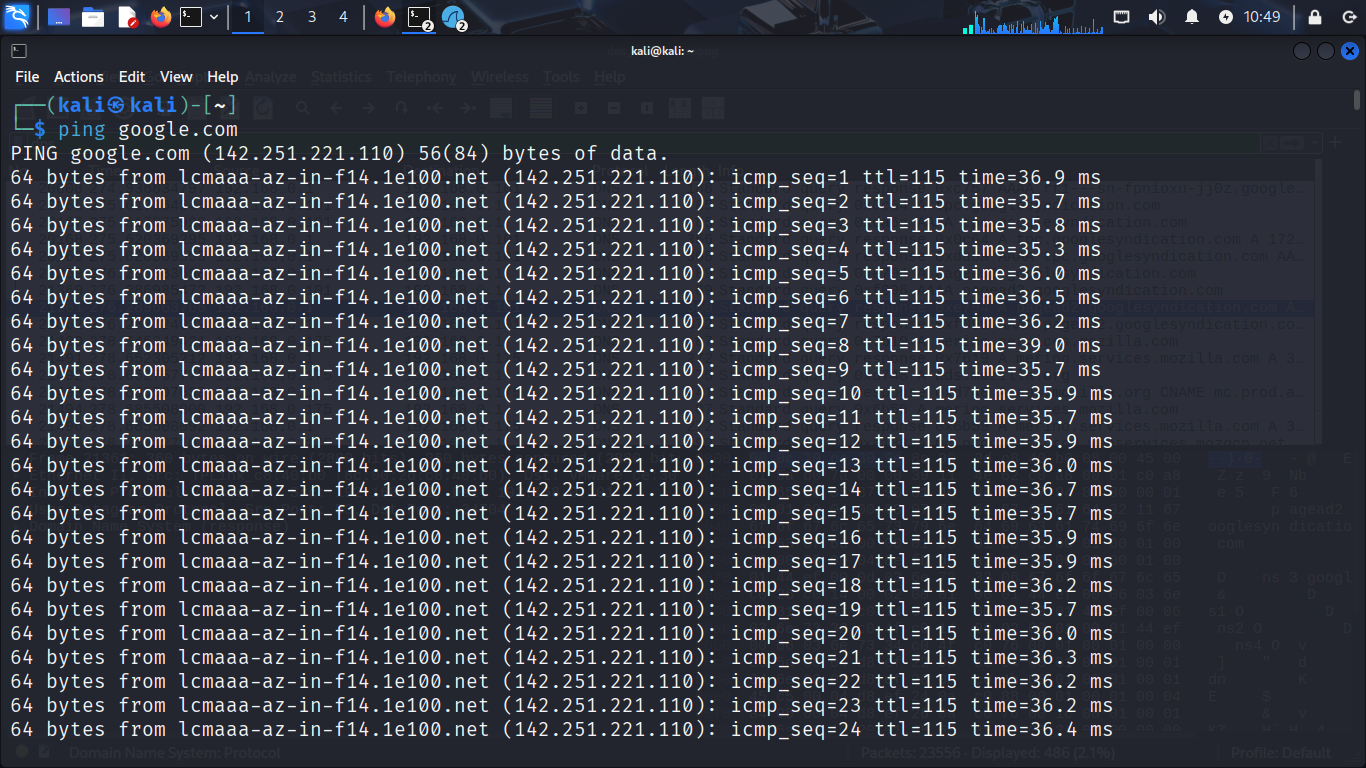 1 2 3 4 2 2 10:49
kali@kali: ~
File Actions Edit View Help Analyze Statistics Telephony Wireless Tools Help
┌──(kali㉿kali)-[~]
└─$ ping google.com
PING google.com (142.251.221.110) 56(84) bytes of data.
64 bytes from lcmaaa-az-in-f14.1e100.net (142.251.221.110): icmp_seq=1 ttl=115 time=36.9 ms
64 bytes from lcmaaa-az-in-f14.1e100.net (142.251.221.110): icmp_seq=2 ttl=115 time=35.7 ms
64 bytes from lcmaaa-az-in-f14.1e100.net (142.251.221.110): icmp_seq=3 ttl=115 time=35.8 ms
64 bytes from lcmaaa-az-in-f14.1e100.net (142.251.221.110): icmp_seq=4 ttl=115 time=35.3 ms
64 bytes from lcmaaa-az-in-f14.1e100.net (142.251.221.110): icmp_seq=5 ttl=115 time=36.0 ms
64 bytes from lcmaaa-az-in-f14.1e100.net (142.251.221.110): icmp_seq=6 ttl=115 time=36.5 ms
64 bytes from lcmaaa-az-in-f14.1e100.net (142.251.221.110): icmp_seq=7 ttl=115 time=36.2 ms
64 bytes from lcmaaa-az-in-f14.1e100.net (142.251.221.110): icmp_seq=8 ttl=115 time=39.0 ms
64 bytes from lcmaaa-az-in-f14.1e100.net (142.251.221.110): icmp_seq=9 ttl=115 time=35.7 ms
64 bytes from lcmaaa-az-in-f14.1e100.net (142.251.221.110): icmp_seq=10 ttl=115 time=35.9 ms
64 bytes from lcmaaa-az-in-f14.1e100.net (142.251.221.110): icmp_seq=11 ttl=115 time=35.7 ms
64 bytes from lcmaaa-az-in-f14.1e100.net (142.251.221.110): icmp_seq=12 ttl=115 time=35.9 ms
64 bytes from lcmaaa-az-in-f14.1e100.net (142.251.221.110): icmp_seq=13 ttl=115 time=36.0 ms
64 bytes from lcmaaa-az-in-f14.1e100.net (142.251.221.110): icmp_seq=14 ttl=115 time=36.7 ms
64 bytes from lcmaaa-az-in-f14.1e100.net (142.251.221.110): icmp_seq=15 ttl=115 time=35.7 ms
64 bytes from lcmaaa-az-in-f14.1e100.net (142.251.221.110): icmp_seq=16 ttl=115 time=35.9 ms
64 bytes from lcmaaa-az-in-f14.1e100.net (142.251.221.110): icmp_seq=17 ttl=115 time=35.9 ms
64 bytes from lcmaaa-az-in-f14.1e100.net (142.251.221.110): icmp_seq=18 ttl=115 time=36.2 ms
64 bytes from lcmaaa-az-in-f14.1e100.net (142.251.221.110): icmp_seq=19 ttl=115 time=35.7 ms
64 bytes from lcmaaa-az-in-f14.1e100.net (142.251.221.110): icmp_seq=20 ttl=115 time=36.0 ms
64 bytes from lcmaaa-az-in-f14.1e100.net (142.251.221.110): icmp_seq=21 ttl=115 time=36.3 ms
64 bytes from lcmaaa-az-in-f14.1e100.net (142.251.221.110): icmp_seq=22 ttl=115 time=36.2 ms
64 bytes from lcmaaa-az-in-f14.1e100.net (142.251.221.110): icmp_seq=23 ttl=115 time=36.2 ms
64 bytes from lcmaaa-az-in-f14.1e100.net (142.251.221.110): icmp_seq=24 ttl=115 time=36.4 ms
Domain Name System: Protocol Packets: 23556 · Displayed: 486 (2.1%) Profile: Default